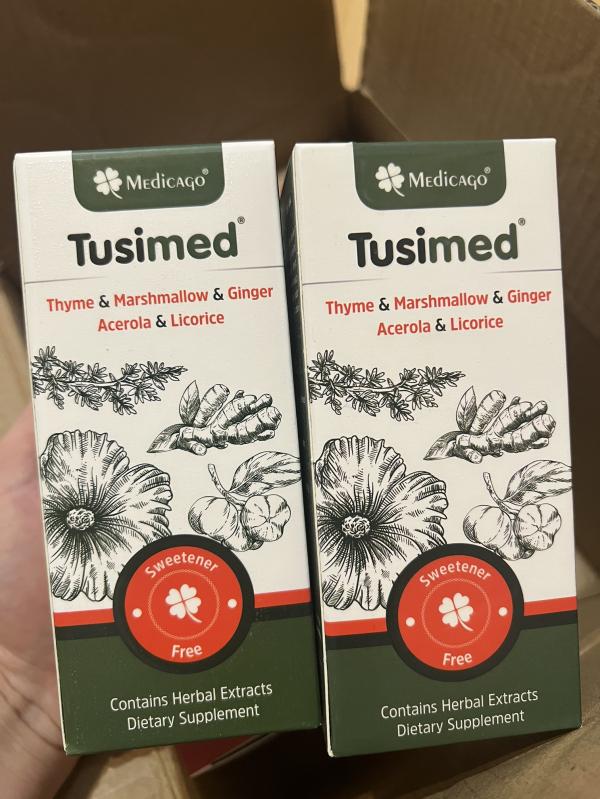 Medicago®
Tusimed®
Thyme & Marshmallow & Ginger
Acerola & Licorice
Sweetener
Free
Contains Herbal Extracts
Dietary Supplement
Medicago®
Tusimed®
Thyme & Marshmallow & Ginger
Acerola & Licorice
Sweetener
Free
Contains Herbal Extracts
Dietary Supplement